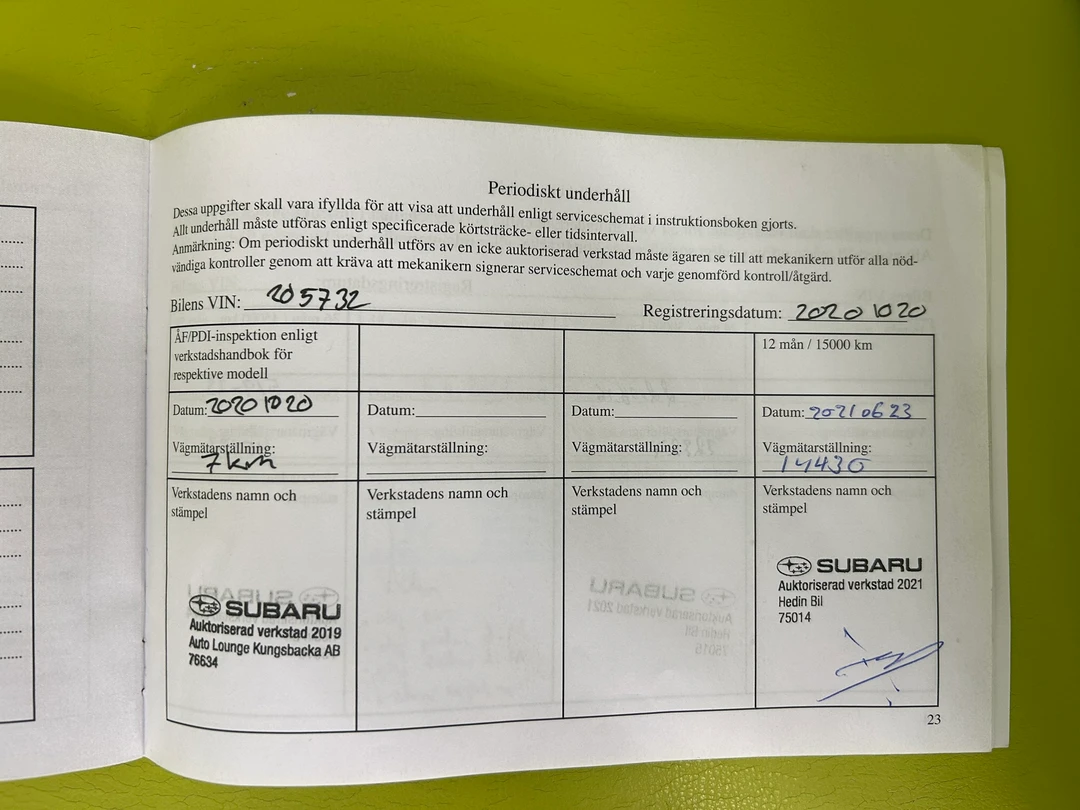 Periodiskt underhåll
Dessa uppgifter skall vara ifyllda för att visa att underhåll enligt serviceschemat i instruktionsboken gjorts.
Allt underhåll måste utföras enligt specificerade körtsträcke- eller tidsintervall.
Anmärkning: Om periodiskt underhåll utförs av en icke auktoriserad verkstad måste ägaren se till att mekanikern utför alla nöd-
vändiga kontroller genom att kräva att mekanikern signerar serviceschemat och varje genomförd kontroll/åtgärd.
Bilens VIN: 205732
Registreringsdatum: 20201020
ÅF/PDI-inspektion enligt
verkstadshandbok för
respektive modell
Datum: 20201020
Vägmätarställning:
7 km
Verkstadens namn och
stämpel
SUBARU
Auktoriserad verkstad 2019
Auto Lounge Kungsbacka AB
76634
Datum:
Vägmätarställning:
Verkstadens namn och
stämpel
Datum:
Vägmätarställning:
Verkstadens namn och
stämpel
12 mån / 15000 km
Datum: 20210623
Vägmätarställning:
14430
Verkstadens namn och
stämpel
SUBARU
Auktoriserad verkstad 2021
Hedin Bil
75014
23